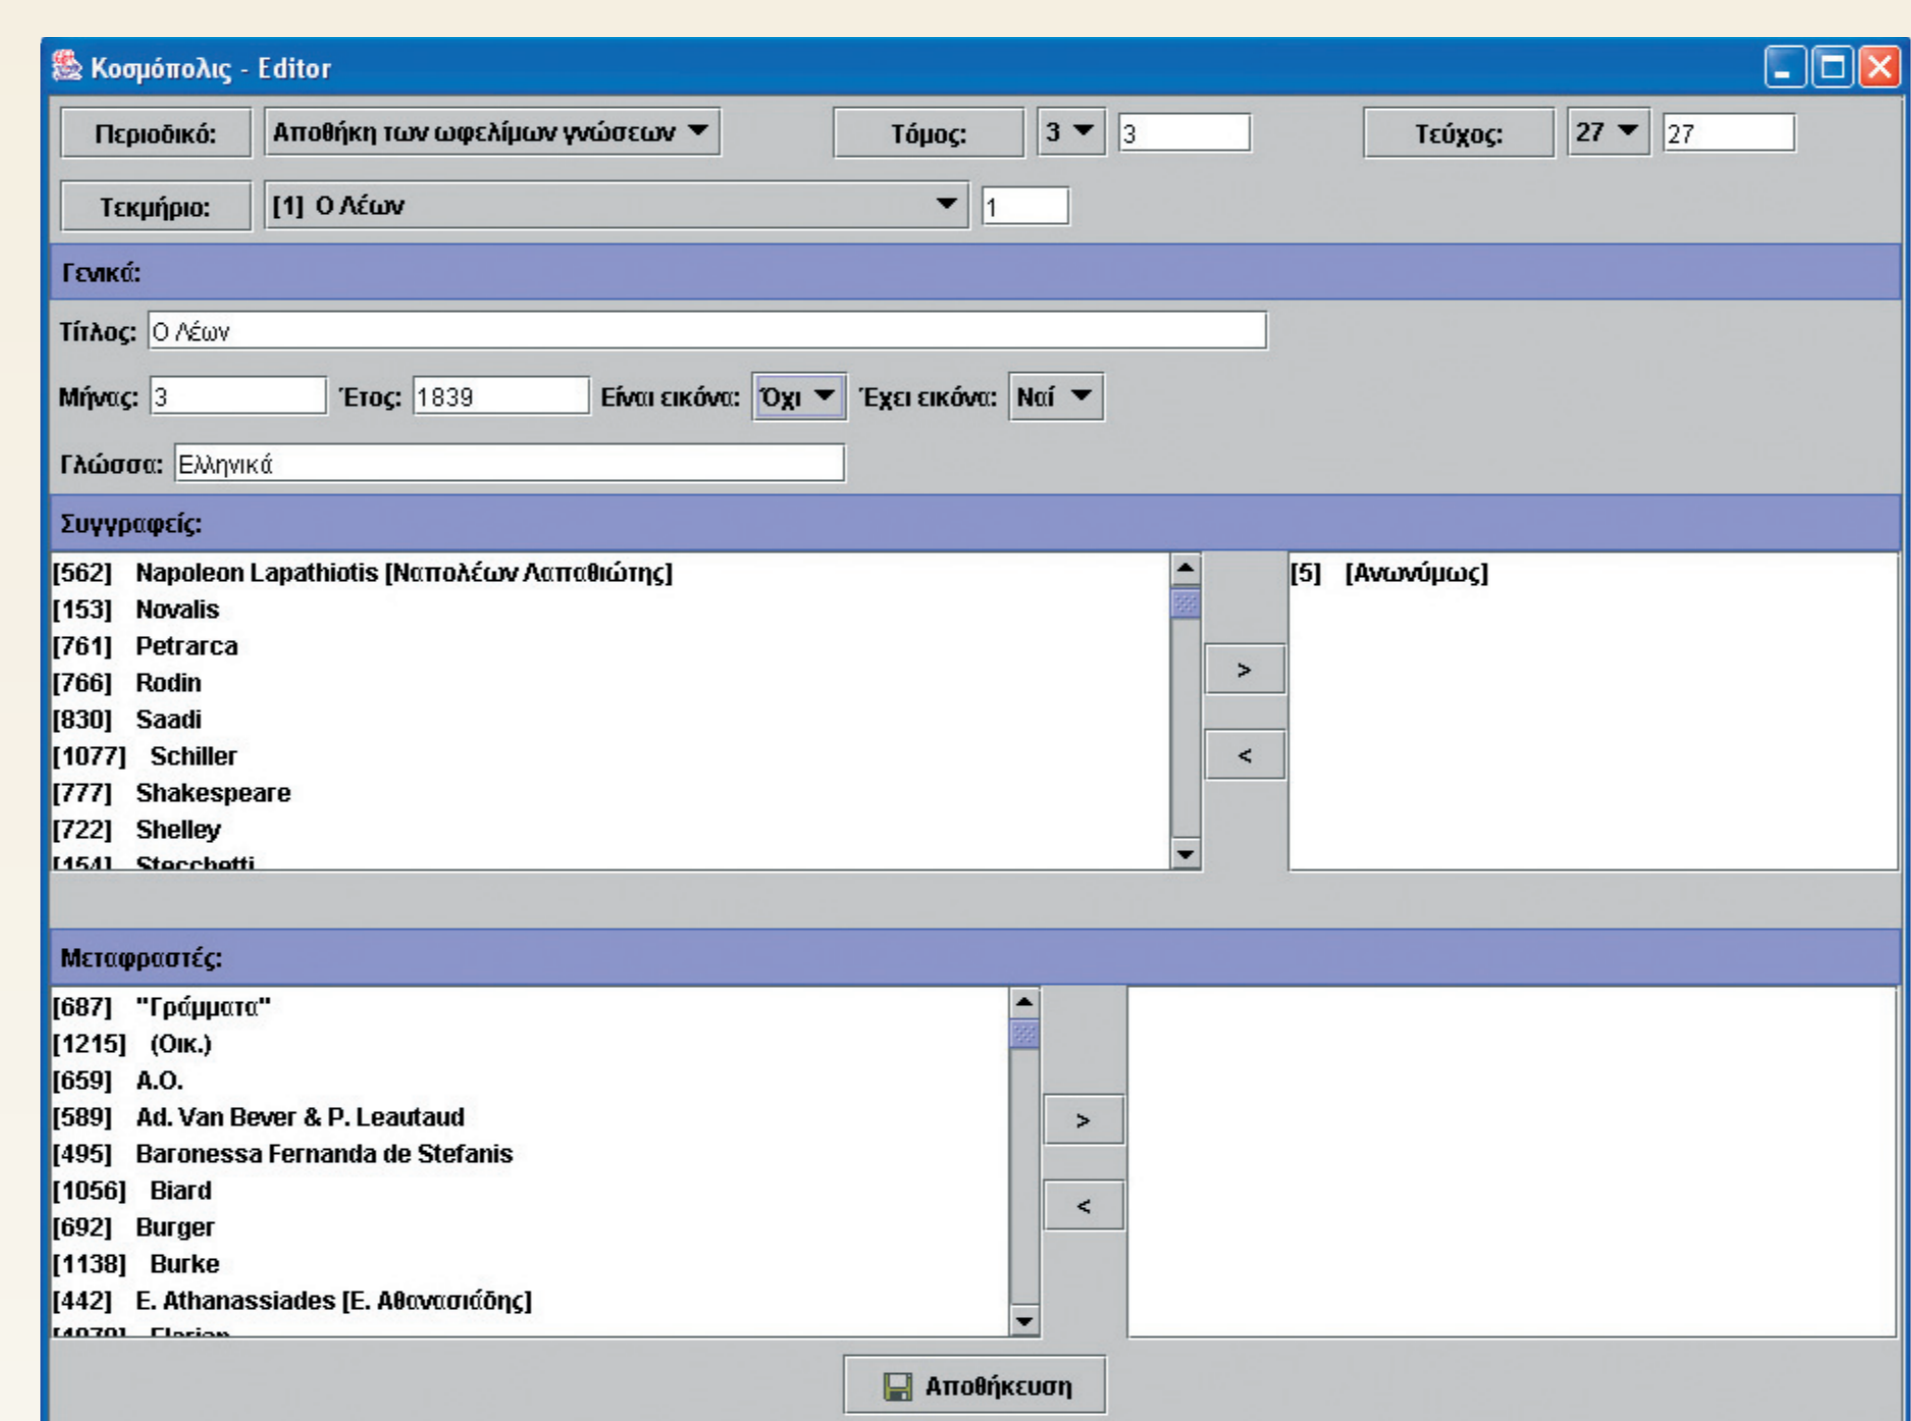 Κοσμόπολις - Editor
Περιοδικό: Αποθήκη των ωφελίμων γνώσεων Τόμος: 3 3 Τεύχος: 27 27
Τεκμήριο: [1] Ο Λέων 1
Γενικά:
Τίτλος: Ο Λέων
Μήνας: 3 Έτος: 1839 Είναι εικόνα: Όχι Έχει εικόνα: Ναί
Γλώσσα: Ελληνικά
Συγγραφείς:
[562] Napoleon Lapathiotis [Ναπολέων Λαπαθιώτης] [5] [Ανωνύμως]
[153] Novalis
[761] Petrarca
[766] Rodin >
[830] Saadi
[1077] Schiller <
[777] Shakespeare
[722] Shelley
[154] Stecchetti
Μεταφραστές:
[687] "Γράμματα"
[1215] (Οικ.)
[659] A.O.
[589] Ad. Van Bever & P. Leautaud >
[495] Baronessa Fernanda de Stefanis
[1056] Biard
[692] Burger <
[1138] Burke
[442] E. Athanassiades [Ε. Αθανασιάδης]
Florian
Αποθήκευση